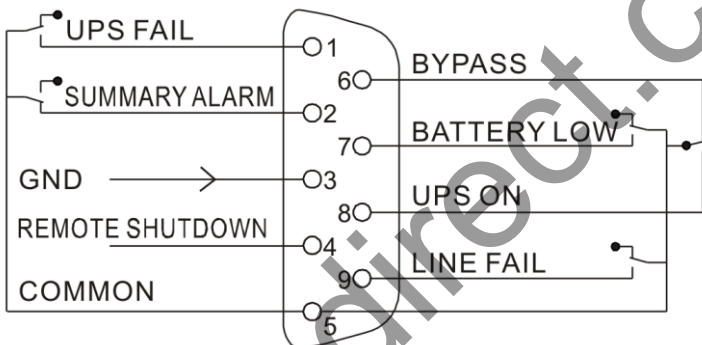 UPS FAIL
1
BYPASS
6
SUMMARY ALARM
2
BATTERY LOW
7
GND
3
UPS ON
8
REMOTE SHUTDOWN
4
LINE FAIL
9
COMMON
5
direct.c